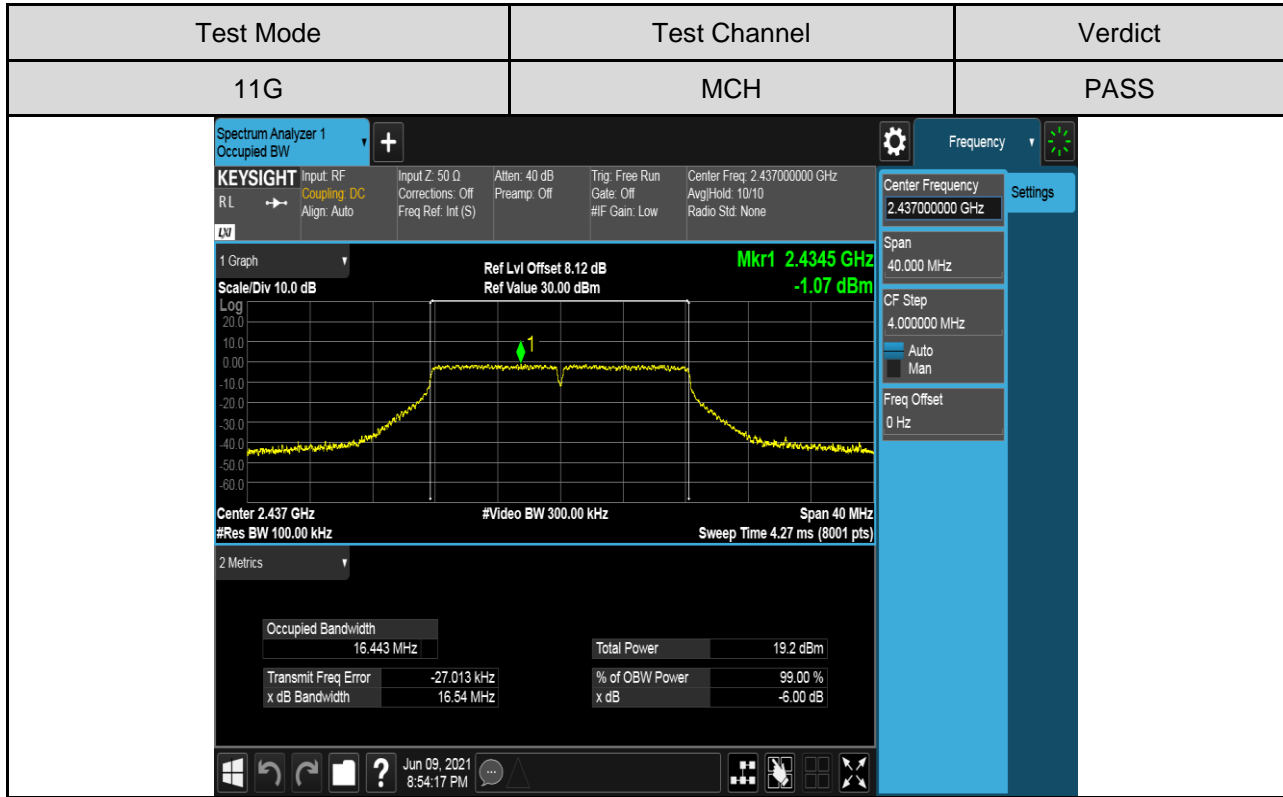 Test Mode Test Channel Verdict
11G MCH PASS
Spectrum Analyzer 1
Occupied BW
+
Frequency
KEYSIGHT Input: RF Input Z: 50 Ω Atten: 40 dB Trig: Free Run Center Freq: 2.437000000 GHz
RL Coupling: DC Corrections: Off Preamp: Off Gate: Off Avg|Hold: 10/10
Align: Auto Freq Ref: Int (S) #IF Gain: Low Radio Std: None
LXI
Center Frequency
2.437000000 GHz
Settings
Span
40.000 MHz
CF Step
4.000000 MHz
Auto
Man
Freq Offset
0 Hz
1 Graph
Ref Lvl Offset 8.12 dB
Mkr1 2.4345 GHz
Scale/Div 10.0 dB Ref Value 30.00 dBm -1.07 dBm
Log
20.0
10.0
1
0.00
-10.0
-20.0
-30.0
-40.0
-50.0
-60.0
Center 2.437 GHz #Video BW 300.00 kHz Span 40 MHz
#Res BW 100.00 kHz Sweep Time 4.27 ms (8001 pts)
2 Metrics
Occupied Bandwidth
16.443 MHz Total Power 19.2 dBm
Transmit Freq Error -27.013 kHz % of OBW Power 99.00 %
x dB Bandwidth 16.54 MHz x dB -6.00 dB
? Jun 09, 2021
8:54:17 PM